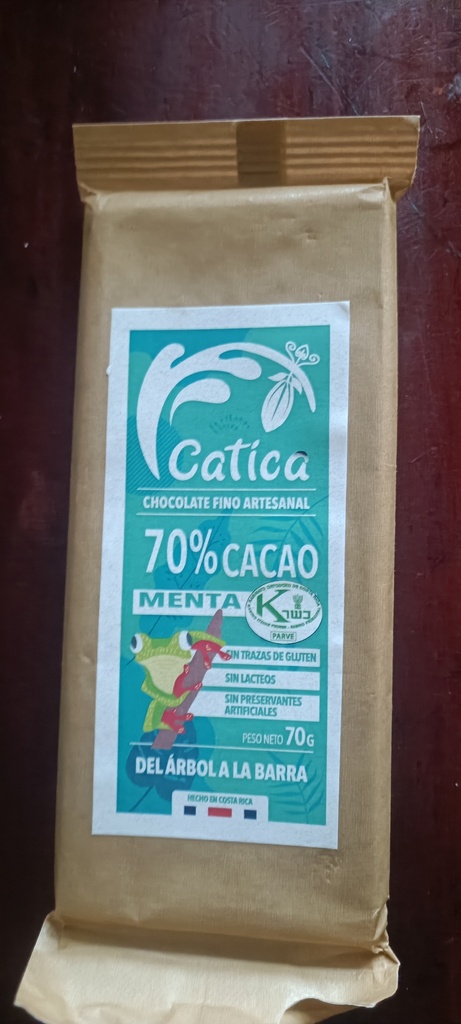 Catica
CHOCOLATE FINO ARTESANAL
70% CACAO
MENTA
K כשר
PARVE
SIN TRAZAS DE GLUTEN
SIN LACTEOS
SIN PRESERVANTES
ARTIFICIALES
PESO NETO 70G
DEL ÁRBOL A LA BARRA
HECHO EN COSTA RICA